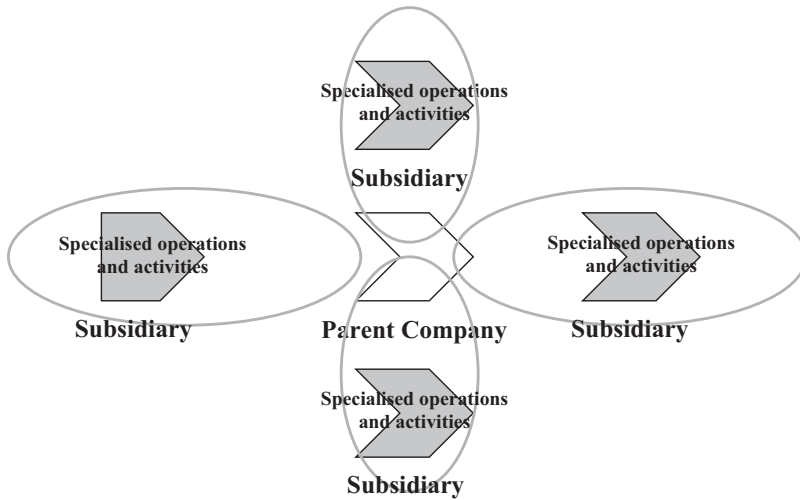 Specialised operations
and activities
Subsidiary
Specialised operations
and activities
Subsidiary
Parent Company
Specialised operations
and activities
Subsidiary
Specialised operations
and activities
Subsidiary